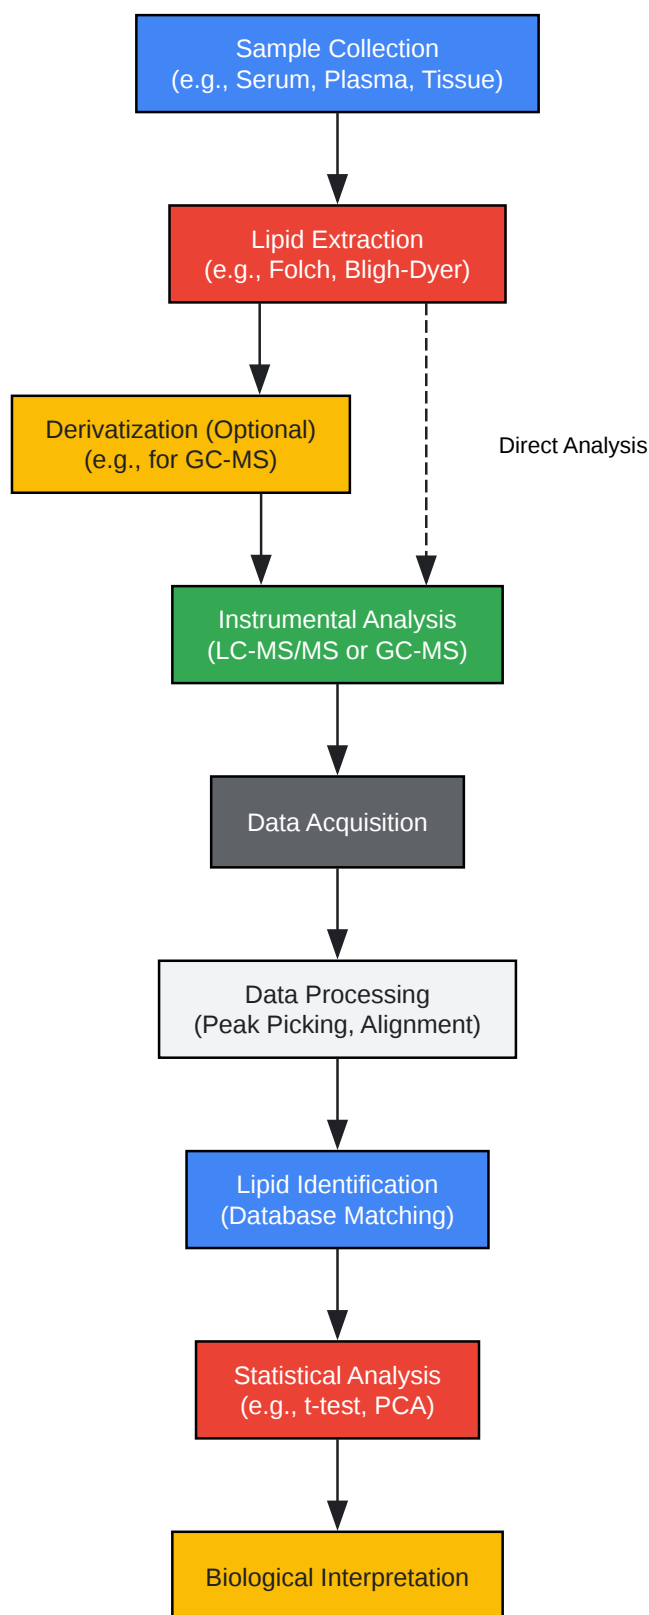 Sample Collection
(e.g., Serum, Plasma, Tissue)
Lipid Extraction
(e.g., Folch, Bligh-Dyer)
Derivatization (Optional)
(e.g., for GC-MS)
Direct Analysis
Instrumental Analysis
(LC-MS/MS or GC-MS)
Data Acquisition
Data Processing
(Peak Picking, Alignment)
Lipid Identification
(Database Matching)
Statistical Analysis
(e.g., t-test, PCA)
Biological Interpretation